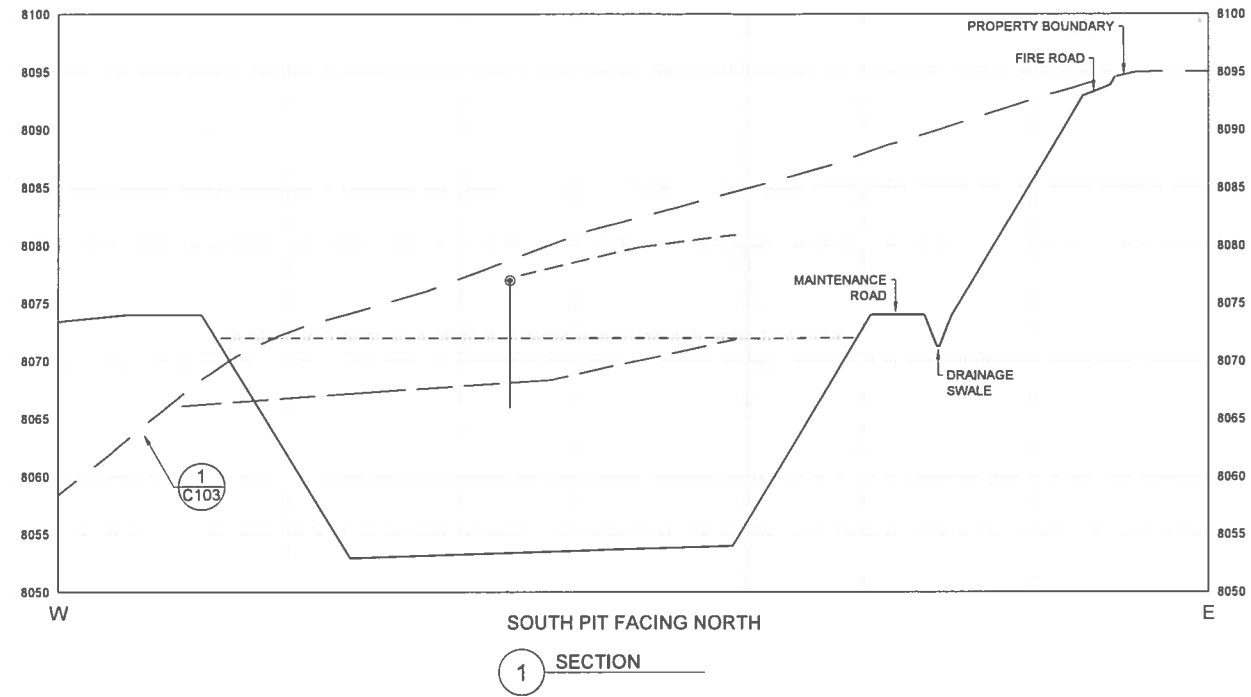 8100
8095
8090
8085
8080
8075
8070
8065
8060
8055
8050
8100
8095
8090
8085
8080
8075
8070
8065
8060
8055
8050
PROPERTY BOUNDARY
FIRE ROAD
MAINTENANCE
ROAD
DRAINAGE
SWALE
1
C103
W
E
SOUTH PIT FACING NORTH
1
SECTION